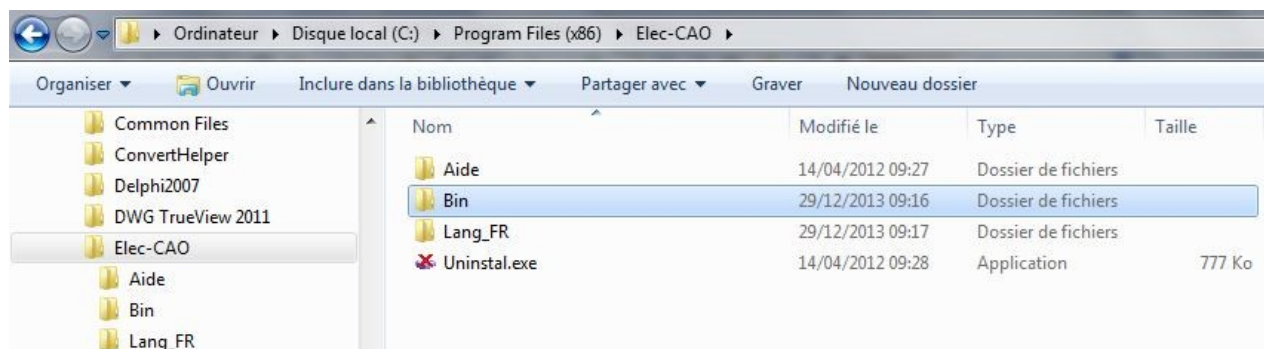 Ordinateur Disque local (C:) Program Files (x86) Elec-CAO
Organiser Ouvrir Inclure dans la bibliothèque Partager avec Graver Nouveau dossier
Common Files
ConvertHelper
Delphi2007
DWG TrueView 2011
Elec-CAO
Aide
Bin
Lang_FR
Nom Modifié le Type Taille
Aide 14/04/2012 09:27 Dossier de fichiers
Bin 29/12/2013 09:16 Dossier de fichiers
Lang_FR 29/12/2013 09:17 Dossier de fichiers
Uninstal.exe 14/04/2012 09:28 Application 777 Ko